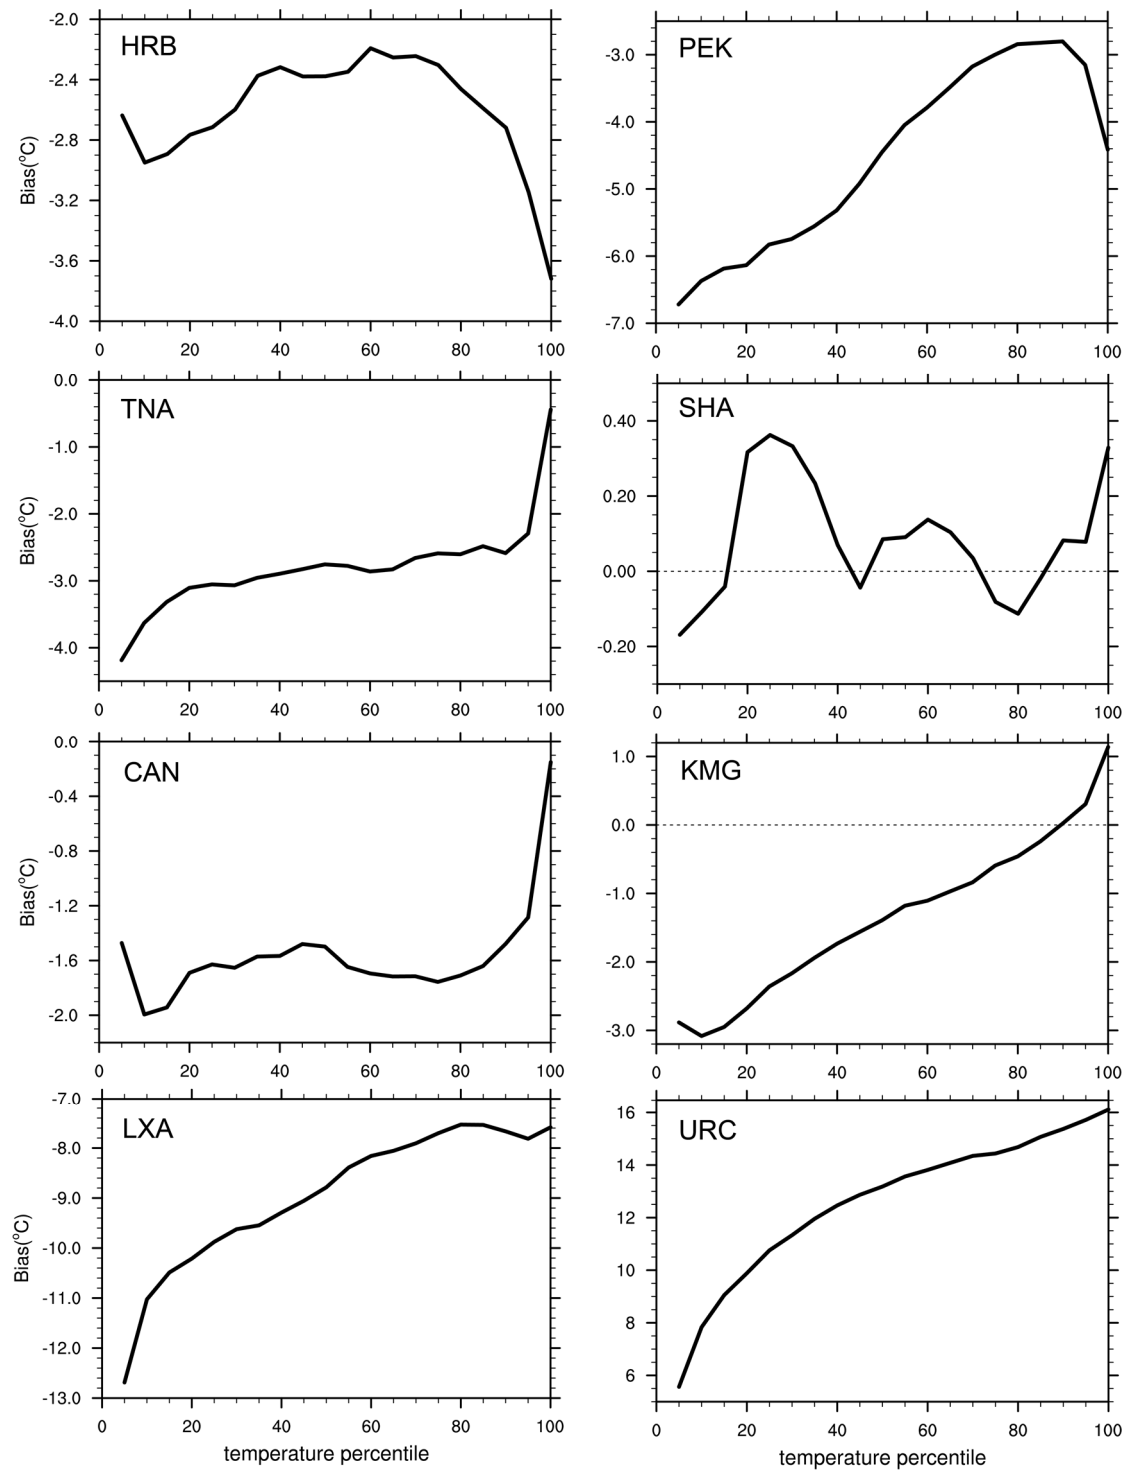 HRB
Bias(°C)
-2.0
-2.4
-2.8
-3.2
-3.6
-4.0
0 20 40 60 80 100
PEK
-3.0
-4.0
-5.0
-6.0
-7.0
0 20 40 60 80 100
TNA
Bias(°C)
0.0
-1.0
-2.0
-3.0
-4.0
0 20 40 60 80 100
SHA
0.40
0.20
0.00
-0.20
0 20 40 60 80 100
CAN
Bias(°C)
0.0
-0.4
-0.8
-1.2
-1.6
-2.0
0 20 40 60 80 100
KMG
1.0
0.0
-1.0
-2.0
-3.0
0 20 40 60 80 100
LXA
Bias(°C)
-7.0
-8.0
-9.0
-10.0
-11.0
-12.0
-13.0
0 20 40 60 80 100
temperature percentile
URC
16
14
12
10
8
6
0 20 40 60 80 100
temperature percentile